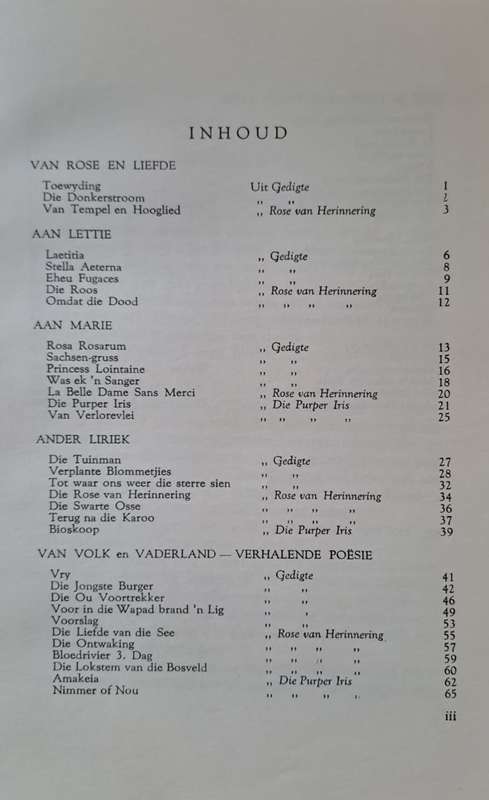 INHOUD
VAN ROSE EN LIEFDE
Toewyding Uit Gedigte 1
Die Donkerstroom ,, ,, 2
Van Tempel en Hooglied ,, Rose van Herinnering 3
AAN LETTIE
Laetitia ,, Gedigte 6
Stella Aeterna ,, ,, 8
Eheu Fugaces ,, ,, 9
Die Roos ,, Rose van Herinnering 11
Omdat die Dood ,, ,, ,, ,, 12
AAN MARIE
Rosa Rosarum ,, Gedigte 13
Sachsen-gruss ,, ,, 15
Princess Lointaine ,, ,, 16
Was ek 'n Sanger ,, ,, 18
La Belle Dame Sans Merci ,, Rose van Herinnering 20
Die Purper Iris ,, Die Purper Iris 21
Van Verlorevlei ,, ,, ,, ,, 25
ANDER LIRIEK
Die Tuinman ,, Gedigte 27
Verplante Blommetjies ,, ,, 28
Tot waar ons weer die sterre sien ,, ,, 32
Die Rose van Herinnering ,, Rose van Herinnering 34
Die Swarte Osse ,, ,, ,, ,, 36
Terug na die Karoo ,, ,, ,, ,, 37
Bioskoop ,, Die Purper Iris 39
VAN VOLK en VADERLAND — VERHALENDE POËSIE
Vry ,, Gedigte 41
Die Jongste Burger ,, ,, 42
Die Ou Voortrekker ,, ,, 46
Voor in die Wapad brand 'n Lig ,, , 49
Voorslag ,, ,, 53
Die Liefde van die See ,, Rose van Herinnering 55
Die Ontwaking ,, ,, ,, ,, 57
Bloedrivier 3. Dag ,, ,, ,, ,, 59
Die Lokstem van die Bosveld ,, ,, ,, ,, 60
Amakeia ,, Die Purper Iris 62
Nimmer of Nou ,, ,, ,, ,, 65
iii